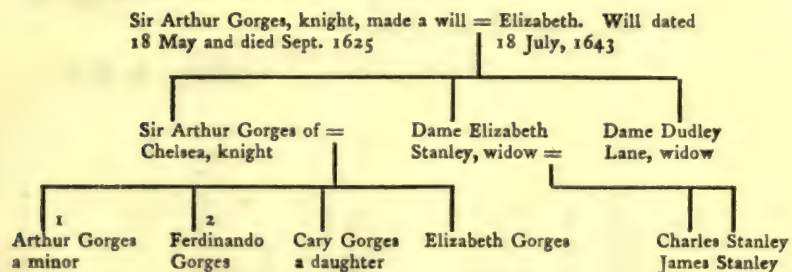 Sir Arthur Gorges, knight, made a will = Elizabeth. Will dated
18 May and died Sept. 1625 18 July, 1643
Sir Arthur Gorges of = Dame Elizabeth Dame Dudley
Chelsea, knight Stanley, widow = Lane, widow
1 2
Arthur Gorges Ferdinando Cary Gorges Elizabeth Gorges Charles Stanley
a minor Gorges a daughter James Stanley